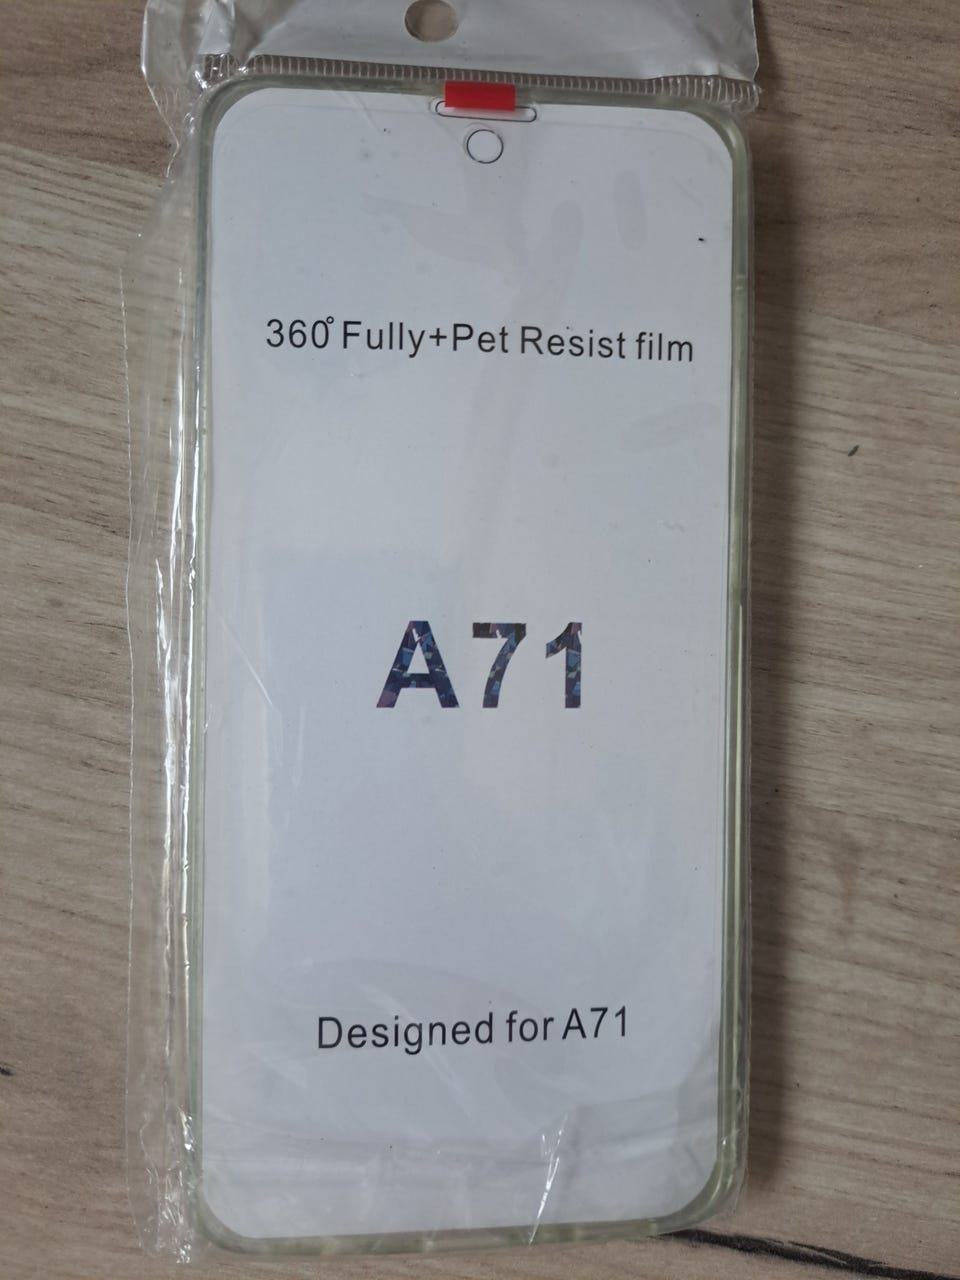 360° Fully+Pet Resist film
A71
Designed for A71